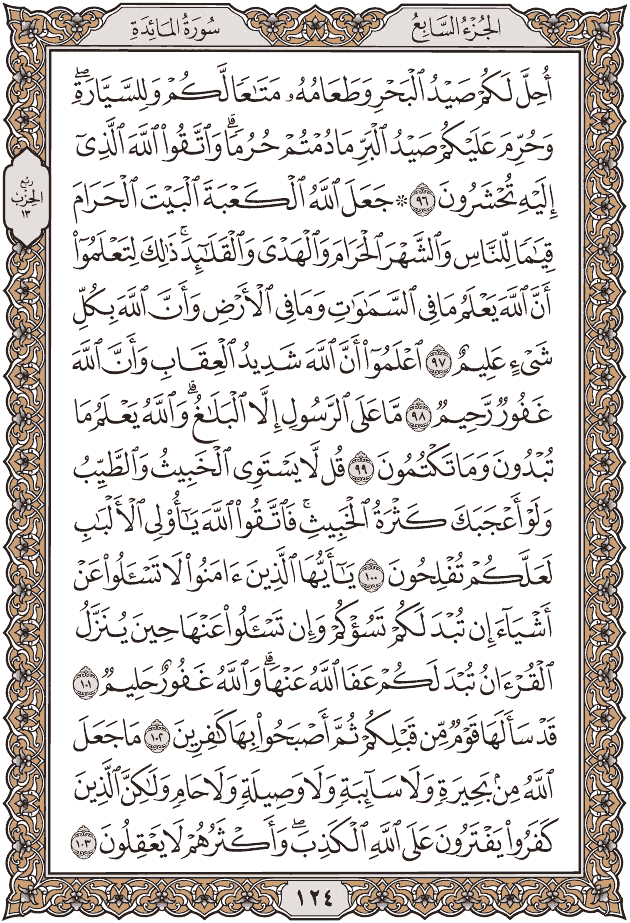 الجُزْءُ السَّابِعُ
سُورَةُ المَائِدَةِ
أُحِلَّ لَكُمۡ صَيۡدُ ٱلۡبَحۡرِ وَطَعَامُهُۥ مَتَٰعٗا لَّكُمۡ وَلِلسَّيَّارَةِۖ
وَحُرِّمَ عَلَيۡكُمۡ صَيۡدُ ٱلۡبَرِّ مَا دُمۡتُمۡ حُرُمٗاۗ وَٱتَّقُواْ ٱللَّهَ ٱلَّذِيٓ
إِلَيۡهِ تُحۡشَرُونَ ٩٦ ۞ جَعَلَ ٱللَّهُ ٱلۡكَعۡبَةَ ٱلۡبَيۡتَ ٱلۡحَرَامَ
قِيَٰمٗا لِّلنَّاسِ وَٱلشَّهۡرَ ٱلۡحَرَامَ وَٱلۡهَدۡيَ وَٱلۡقَلَٰٓئِدَۚ ذَٰلِكَ لِتَعۡلَمُوٓاْ
أَنَّ ٱللَّهَ يَعۡلَمُ مَا فِي ٱلسَّمَٰوَٰتِ وَمَا فِي ٱلۡأَرۡضِ وَأَنَّ ٱللَّهَ بِكُلِّ
شَيۡءٍ عَلِيمٌ ٩٧ ٱعۡلَمُوٓاْ أَنَّ ٱللَّهَ شَدِيدُ ٱلۡعِقَابِ وَأَنَّ ٱللَّهَ
غَفُورٞ رَّحِيمٞ ٩٨ مَّا عَلَى ٱلرَّسُولِ إِلَّا ٱلۡبَلَٰغُۗ وَٱللَّهُ يَعۡلَمُ مَا
تُبۡدُونَ وَمَا تَكۡتُمُونَ ٩٩ قُل لَّا يَسۡتَوِي ٱلۡخَبِيثُ وَٱلطَّيِّبُ
وَلَوۡ أَعۡجَبَكَ كَثۡرَةُ ٱلۡخَبِيثِۚ فَٱتَّقُواْ ٱللَّهَ يَٰٓأُوْلِي ٱلۡأَلۡبَٰبِ
لَعَلَّكُمۡ تُفۡلِحُونَ ١٠٠ يَٰٓأَيُّهَا ٱلَّذِينَ ءَامَنُواْ لَا تَسۡـَٔلُواْ عَنۡ
أَشۡيَآءَ إِن تُبۡدَ لَكُمۡ تَسُؤۡكُمۡ وَإِن تَسۡـَٔلُواْ عَنۡهَا حِينَ يُنَزَّلُ
ٱلۡقُرۡءَانُ تُبۡدَ لَكُمۡ عَفَا ٱللَّهُ عَنۡهَاۗ وَٱللَّهُ غَفُورٌ حَلِيمٞ ١٠١
قَدۡ سَأَلَهَا قَوۡمٞ مِّن قَبۡلِكُمۡ ثُمَّ أَصۡبَحُواْ بِهَا كَٰفِرِينَ ١٠٢ مَا جَعَلَ
ٱللَّهُ مِنۢ بَحِيرَةٖ وَلَا سَآئِبَةٖ وَلَا وَصِيلَةٖ وَلَا حَامٖ وَلَٰكِنَّ ٱلَّذِينَ
كَفَرُواْ يَفۡتَرُونَ عَلَى ٱللَّهِ ٱلۡكَذِبَۖ وَأَكۡثَرُهُمۡ لَا يَعۡقِلُونَ ١٠٣
رُبْعُ
الحِزْب
١٣
١٢٤